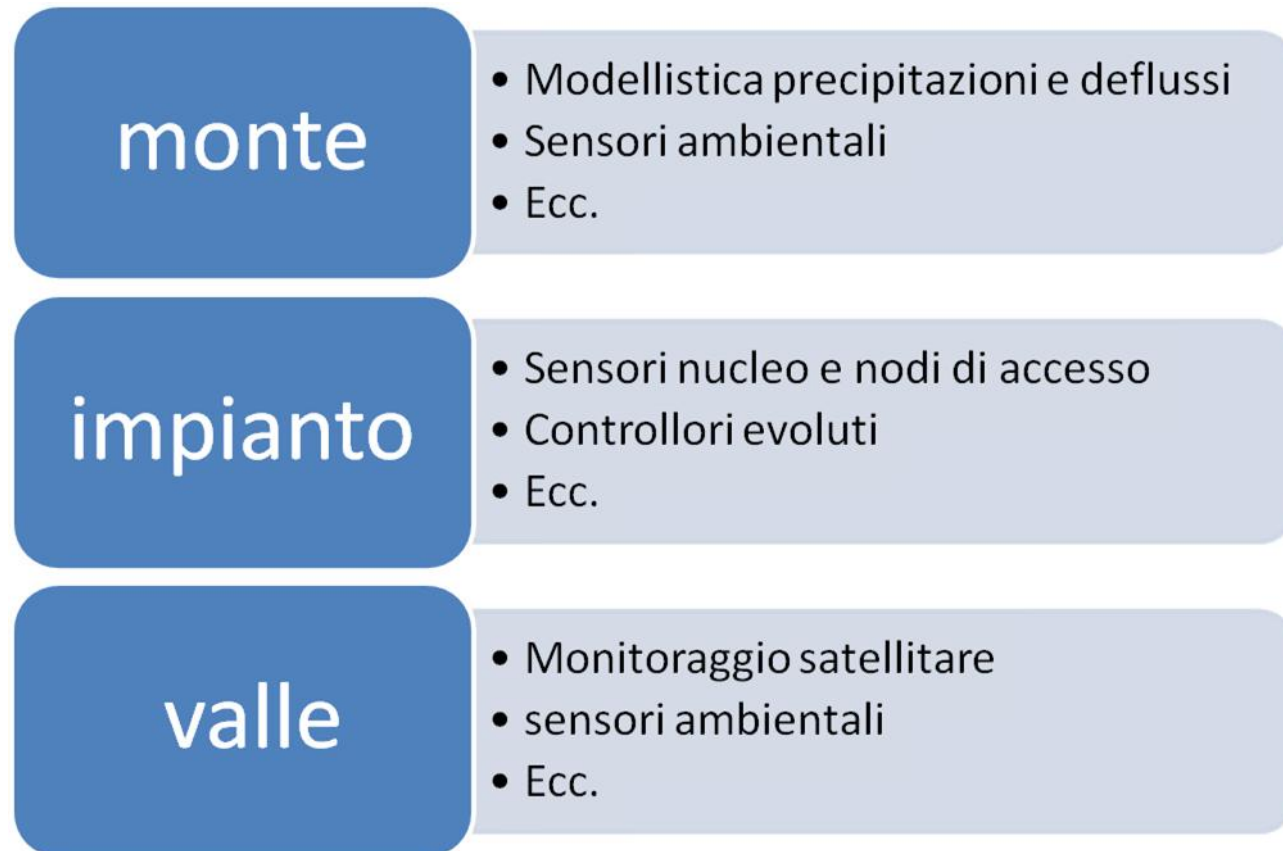 monte
• Modellistica precipitazioni e deflussi
• Sensori ambientali
• Ecc.
impianto
• Sensori nucleo e nodi di accesso
• Controllori evoluti
• Ecc.
valle
• Monitoraggio satellitare
• sensori ambientali
• Ecc.